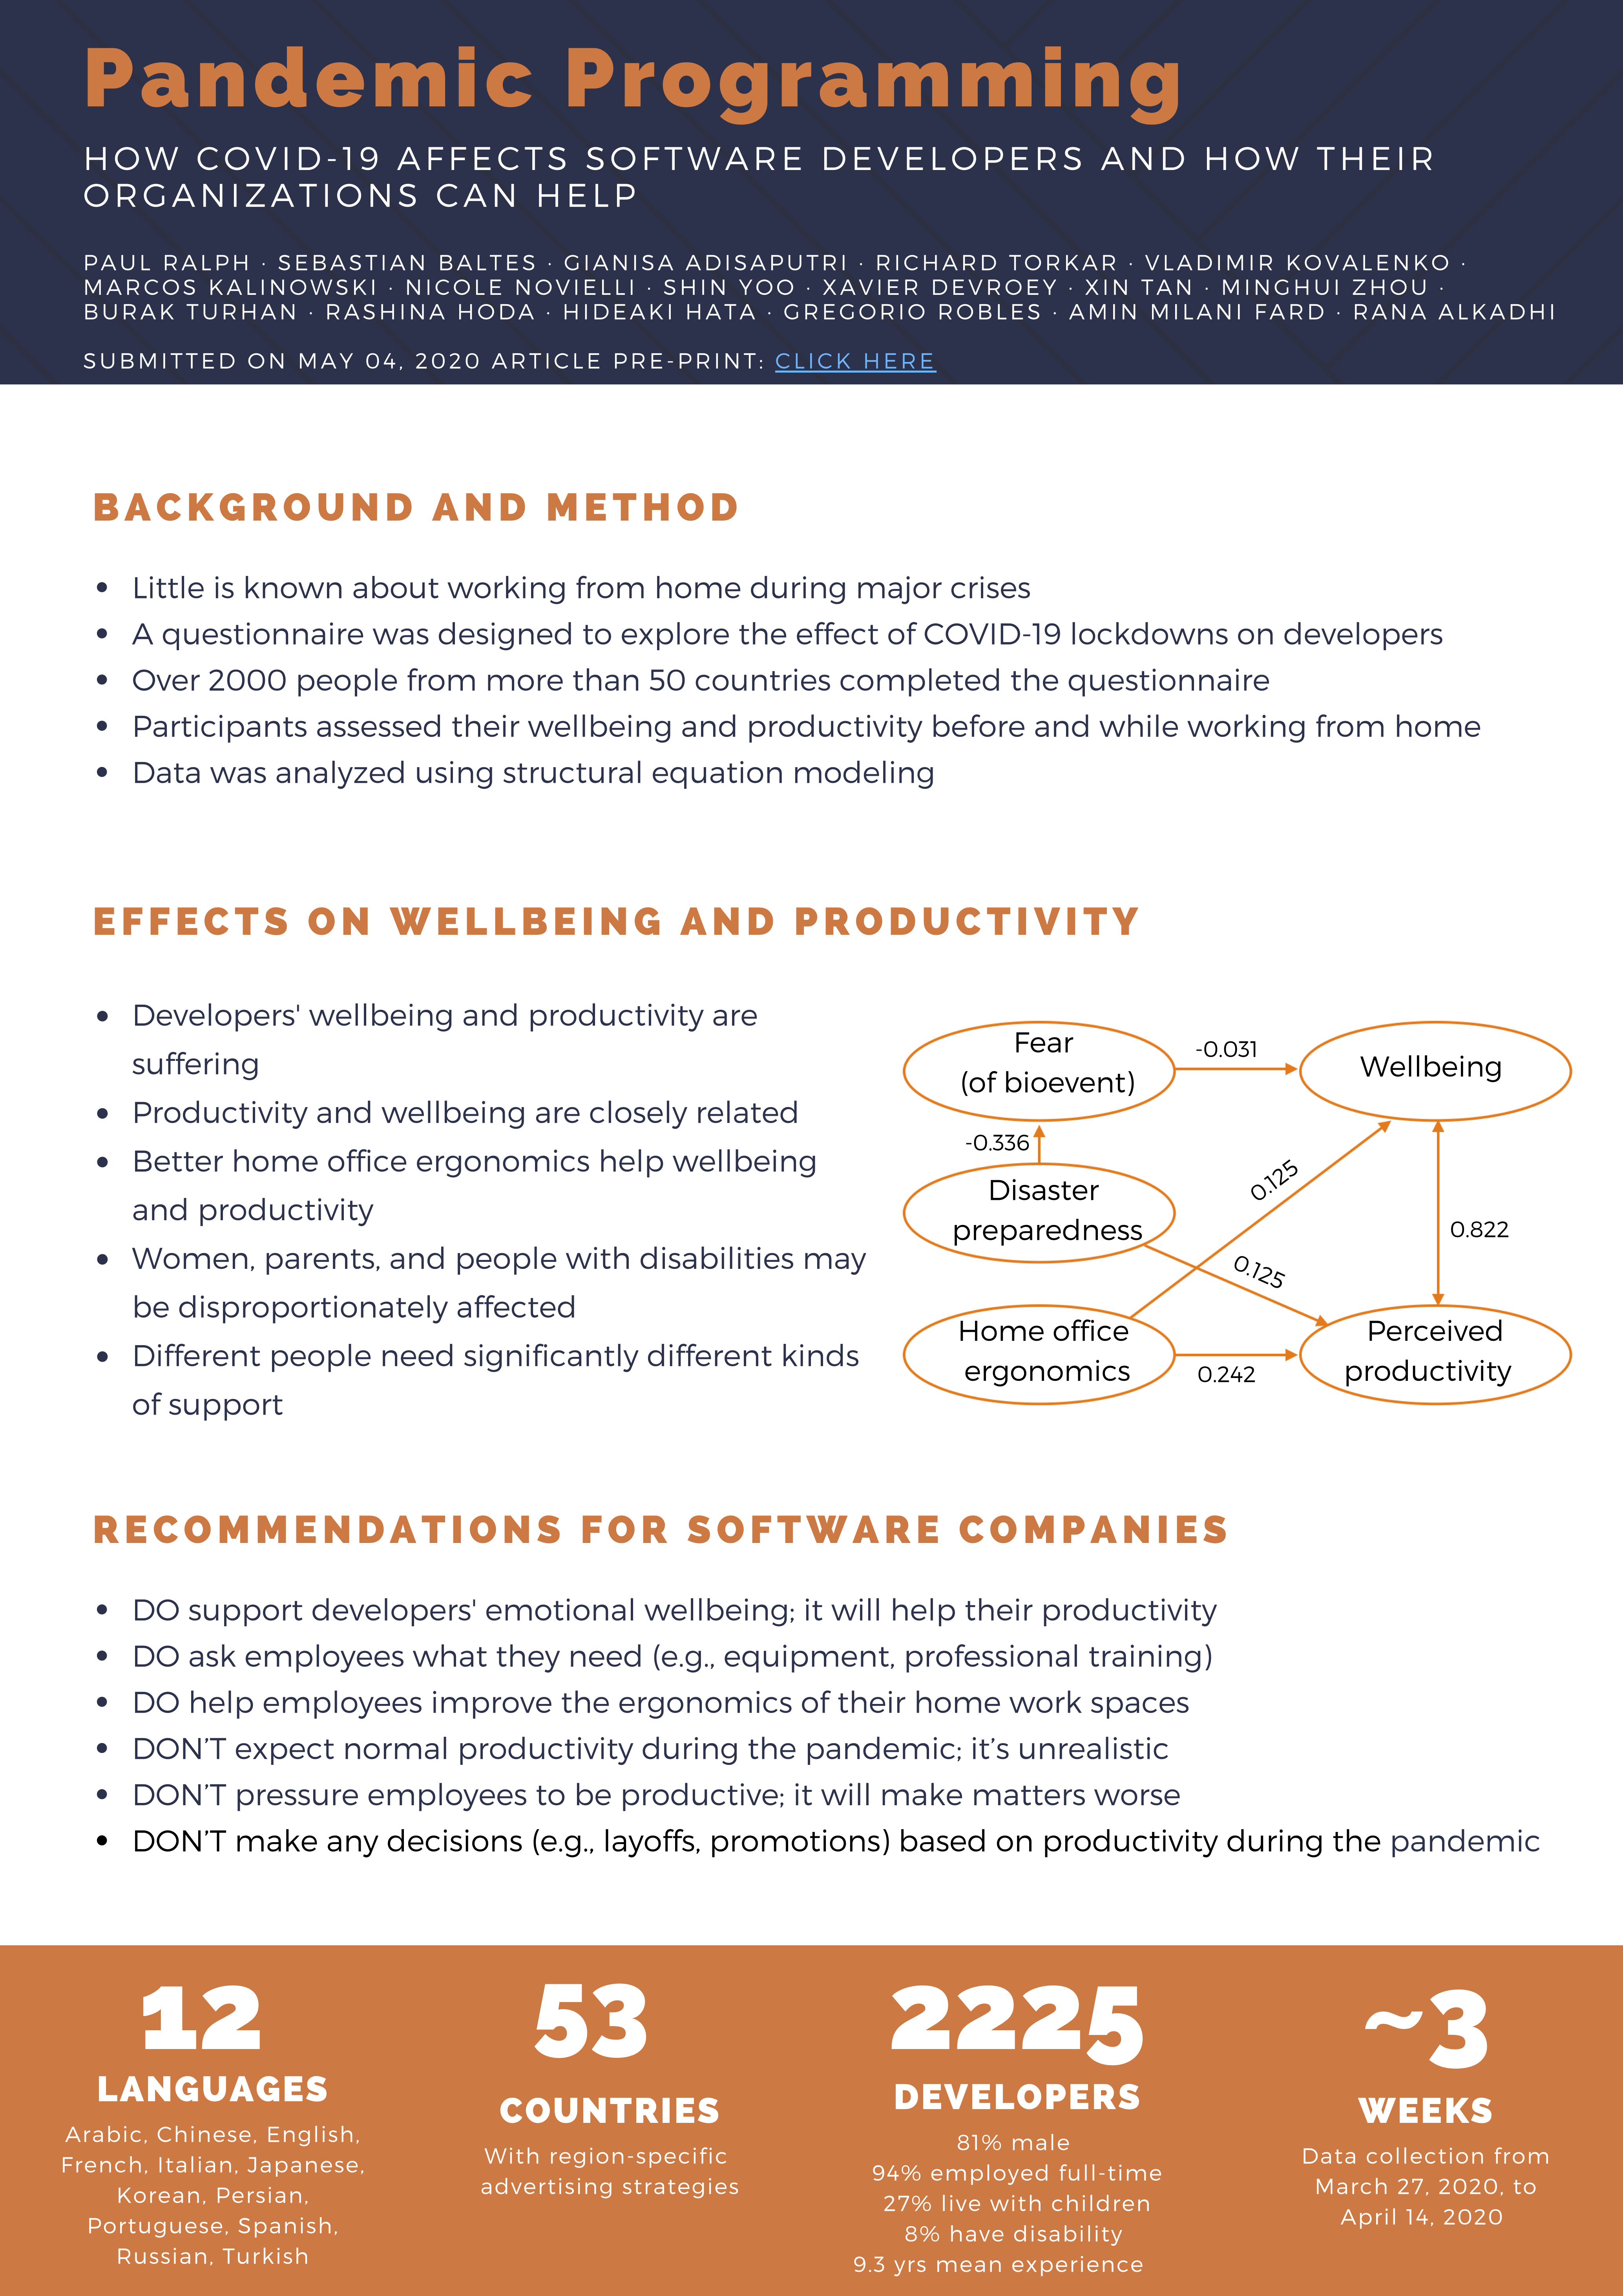 Pandemic Programming
HOW COVID-19 AFFECTS SOFTWARE DEVELOPERS AND HOW THEIR
ORGANIZATIONS CAN HELP
PAUL RALPH · SEBASTIAN BALTES · GIANISA ADISAPUTRI · RICHARD TORKAR · VLADIMIR KOVALENKO ·
MARCOS KALINOWSKI · NICOLE NOVIELLI · SHIN YOO · XAVIER DEVROEY · XIN TAN · MINGHUI ZHOU ·
BURAK TURHAN · RASHINA HODA · HIDEAKI HATA · GREGORIO ROBLES · AMIN MILANI FARD · RANA ALKADHI
SUBMITTED ON MAY 04, 2020 ARTICLE PRE-PRINT: CLICK HERE
BACKGROUND AND METHOD
• Little is known about working from home during major crises
• A questionnaire was designed to explore the effect of COVID-19 lockdowns on developers
• Over 2000 people from more than 50 countries completed the questionnaire
• Participants assessed their wellbeing and productivity before and while working from home
• Data was analyzed using structural equation modeling
EFFECTS ON WELLBEING AND PRODUCTIVITY
• Developers' wellbeing and productivity are
suffering
• Productivity and wellbeing are closely related
• Better home office ergonomics help wellbeing
and productivity
• Women, parents, and people with disabilities may
be disproportionately affected
• Different people need significantly different kinds
of support
Fear
(of bioevent)
-0.031
Wellbeing
-0.336
Disaster
preparedness
0.125
0.125
0.822
Home office
ergonomics
0.242
Perceived
productivity
RECOMMENDATIONS FOR SOFTWARE COMPANIES
• DO support developers' emotional wellbeing; it will help their productivity
• DO ask employees what they need (e.g., equipment, professional training)
• DO help employees improve the ergonomics of their home work spaces
• DON’T expect normal productivity during the pandemic; it’s unrealistic
• DON’T pressure employees to be productive; it will make matters worse
• DON’T make any decisions (e.g., layoffs, promotions) based on productivity during the pandemic
12
LANGUAGES
Arabic, Chinese, English,
French, Italian, Japanese,
Korean, Persian,
Portuguese, Spanish,
Russian, Turkish
53
COUNTRIES
With region-specific
advertising strategies
2225
DEVELOPERS
81% male
94% employed full-time
27% live with children
8% have disability
9.3 yrs mean experience
~3
WEEKS
Data collection from
March 27, 2020, to
April 14, 2020